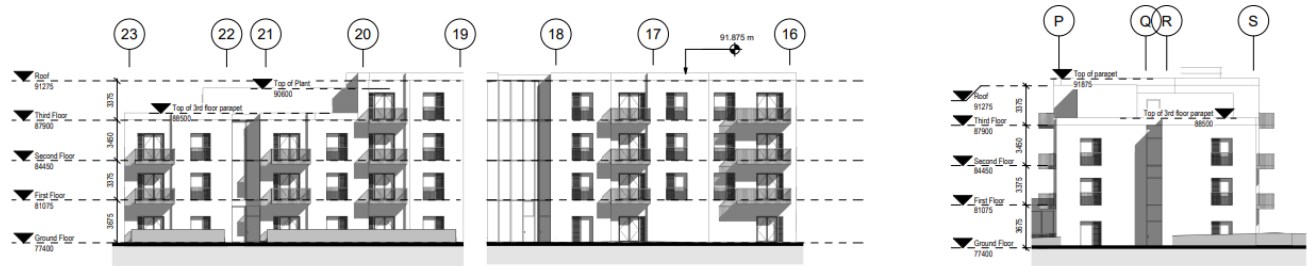 23
22
21
20
19
18
17
16
91.875 m
Roof
91275
Top of Plant
90600
3375
Top of 3rd floor parapet
88500
Third Floor
87900
3450
Second Floor
84450
3375
First Floor
81075
3675
Ground Floor
77400
P
Q
R
S
Top of parapet
91875
Roof
91275
3375
Top of 3rd floor parapet
88500
Third Floor
87900
3450
Second Floor
84450
3375
First Floor
81075
3675
Ground Floor
77400